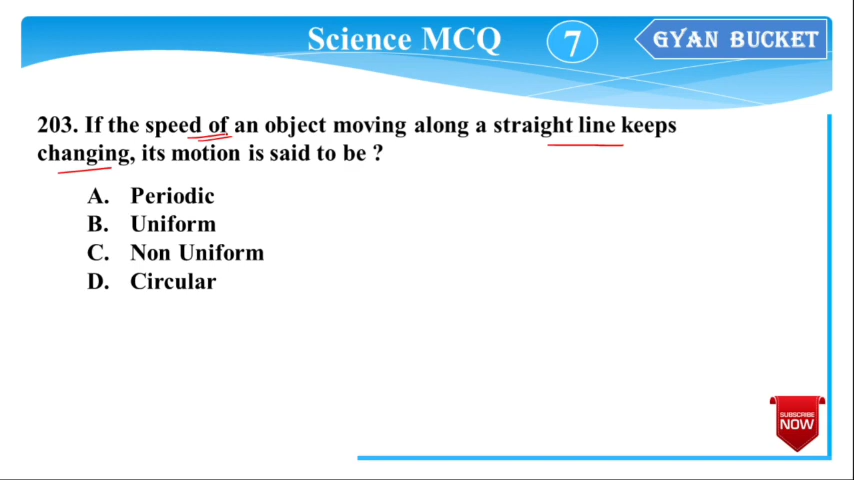 Science MCQ 7 GYAN BUCKET
203. If the speed of an object moving along a straight line keeps
changing, its motion is said to be ?
A. Periodic
B. Uniform
C. Non Uniform
D. Circular
SUBSCRIBE
NOW